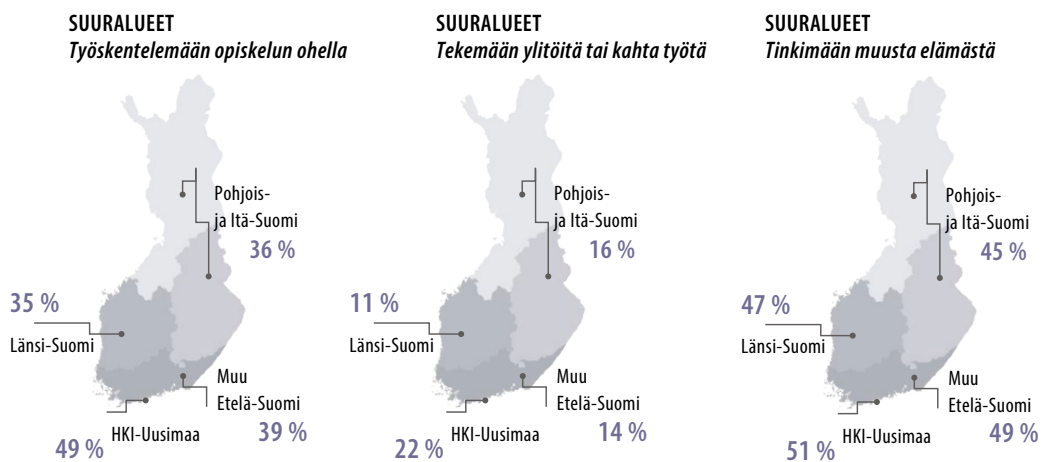 SUURALUEET
Työskentelemään opiskelun ohella
Pohjois-
ja Itä-Suomi
36 %
35 %
Länsi-Suomi
Muu
Etelä-Suomi
39 %
HKI-Uusimaa
49 %
SUURALUEET
Tekemään ylitöitä tai kahta työtä
Pohjois-
ja Itä-Suomi
16 %
11 %
Länsi-Suomi
Muu
Etelä-Suomi
14 %
HKI-Uusimaa
22 %
SUURALUEET
Tinkimään muusta elämästä
Pohjois-
ja Itä-Suomi
45 %
47 %
Länsi-Suomi
Muu
Etelä-Suomi
49 %
HKI-Uusimaa
51 %